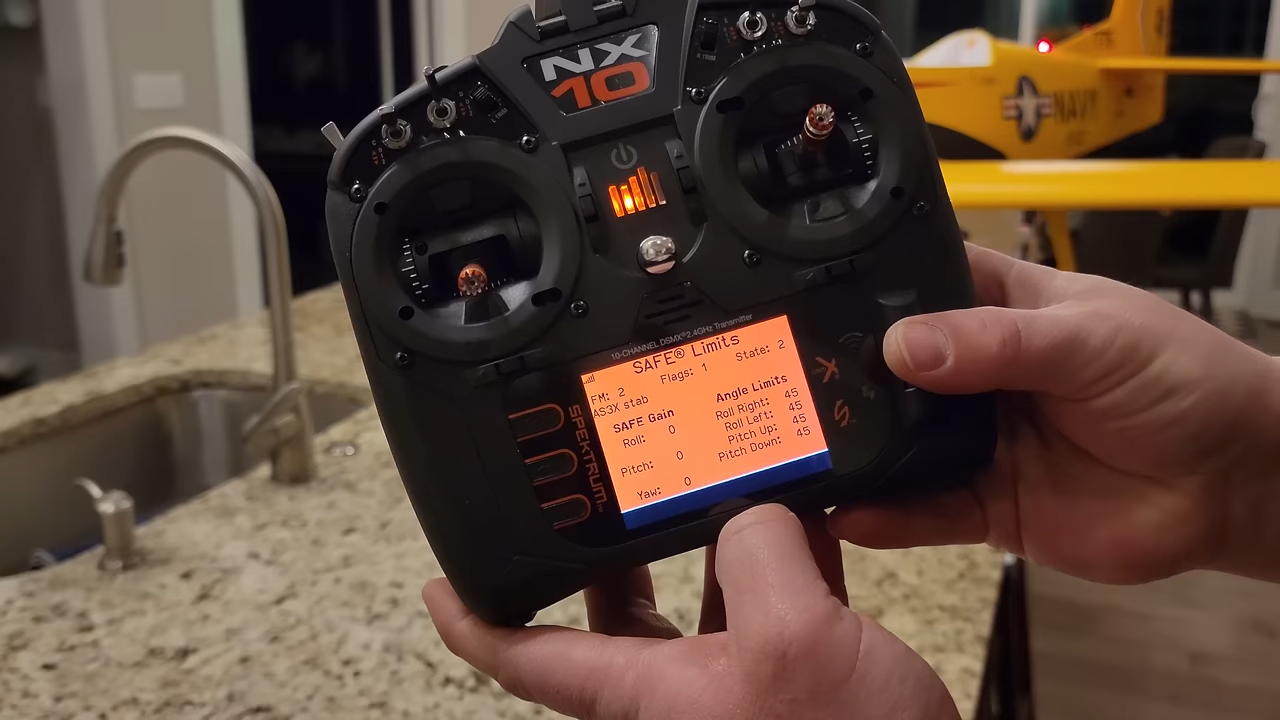 NX
10
10-CHANNEL DSMX® 2.4GHz Transmitter
SAFE® Limits
FM: 2
Flags: 1
State: 2
AS3X stab
SAFE Gain
Angle Limits
Roll: 0
Roll Right: 45
Roll Left: 45
Pitch: 0
Pitch Up: 45
Pitch Down: 45
Yaw: 0
SPEKTRUM
NAVY